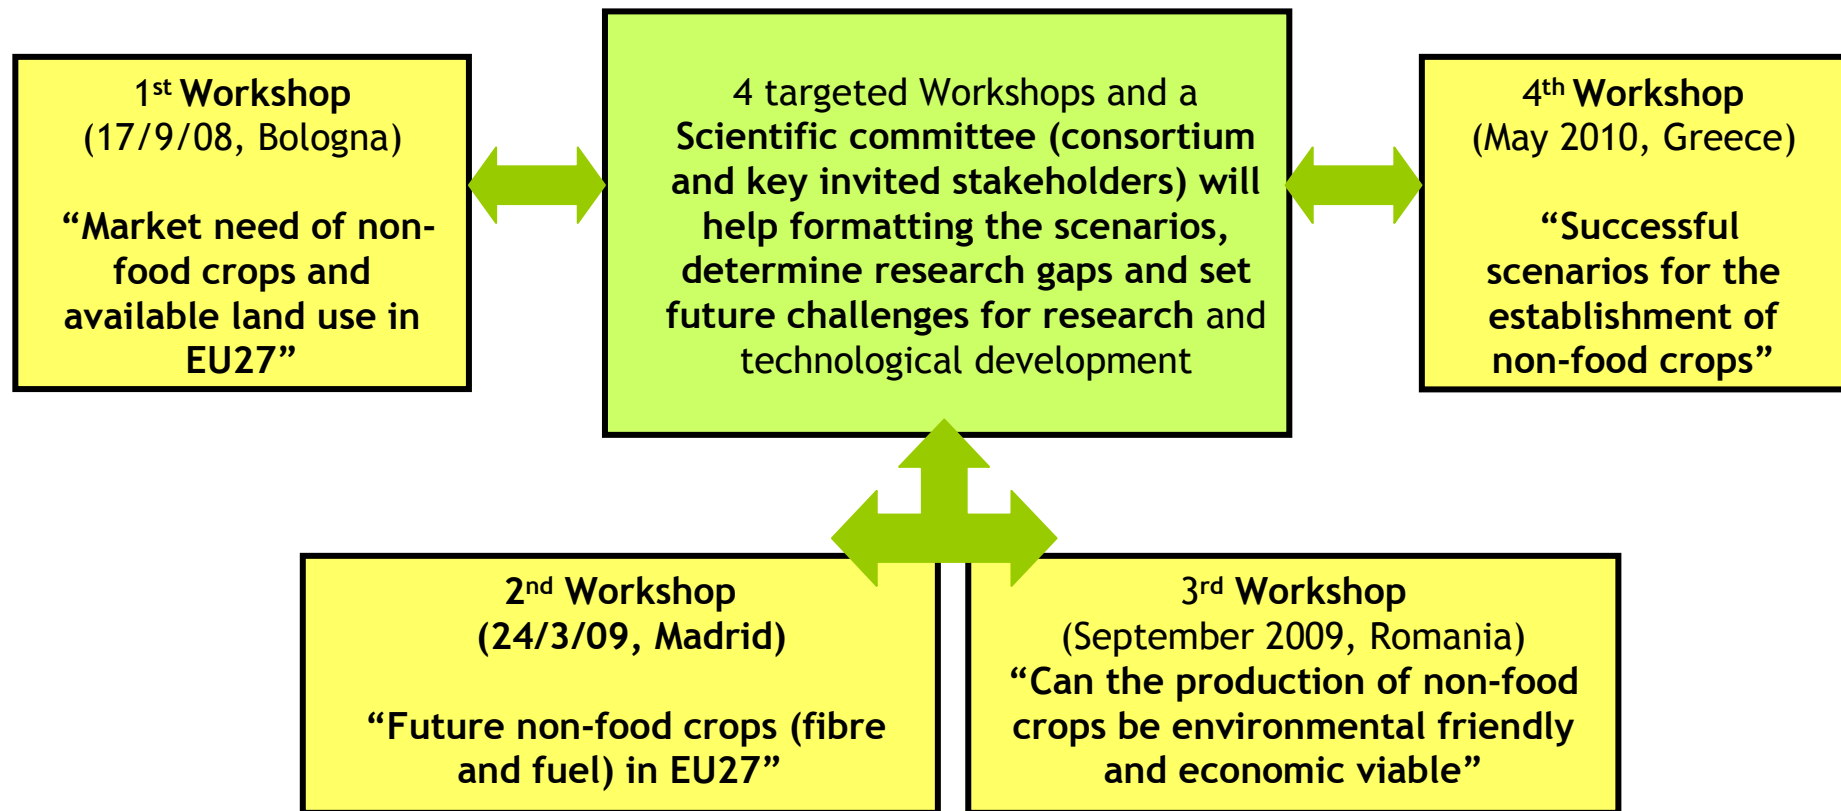 1st Workshop
(17/9/08, Bologna)
“Market need of non-
food crops and
available land use in
EU27”
4 targeted Workshops and a
Scientific committee (consortium
and key invited stakeholders) will
help formatting the scenarios,
determine research gaps and set
future challenges for research and
technological development
4th Workshop
(May 2010, Greece)
“Successful
scenarios for the
establishment of
non-food crops”
2nd Workshop
(24/3/09, Madrid)
“Future non-food crops (fibre
and fuel) in EU27”
3rd Workshop
(September 2009, Romania)
“Can the production of non-food
crops be environmental friendly
and economic viable”